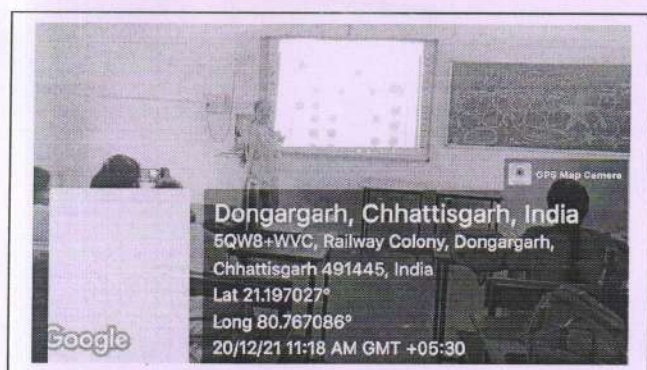 GPS Map Camera
Dongargarh, Chhattisgarh, India
5QW8+WVC, Railway Colony, Dongargarh,
Chhattisgarh 491445, India
Lat 21.197027°
Long 80.767086°
20/12/21 11:18 AM GMT +05:30
Google